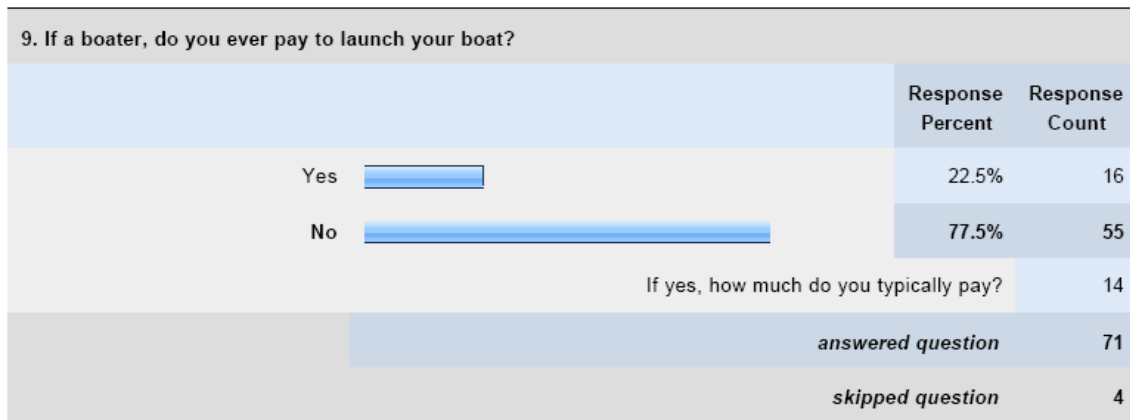 9. If a boater, do you ever pay to launch your boat?
Response Percent Response Count
Yes 22.5% 16
No 77.5% 55
If yes, how much do you typically pay? 14
answered question 71
skipped question 4